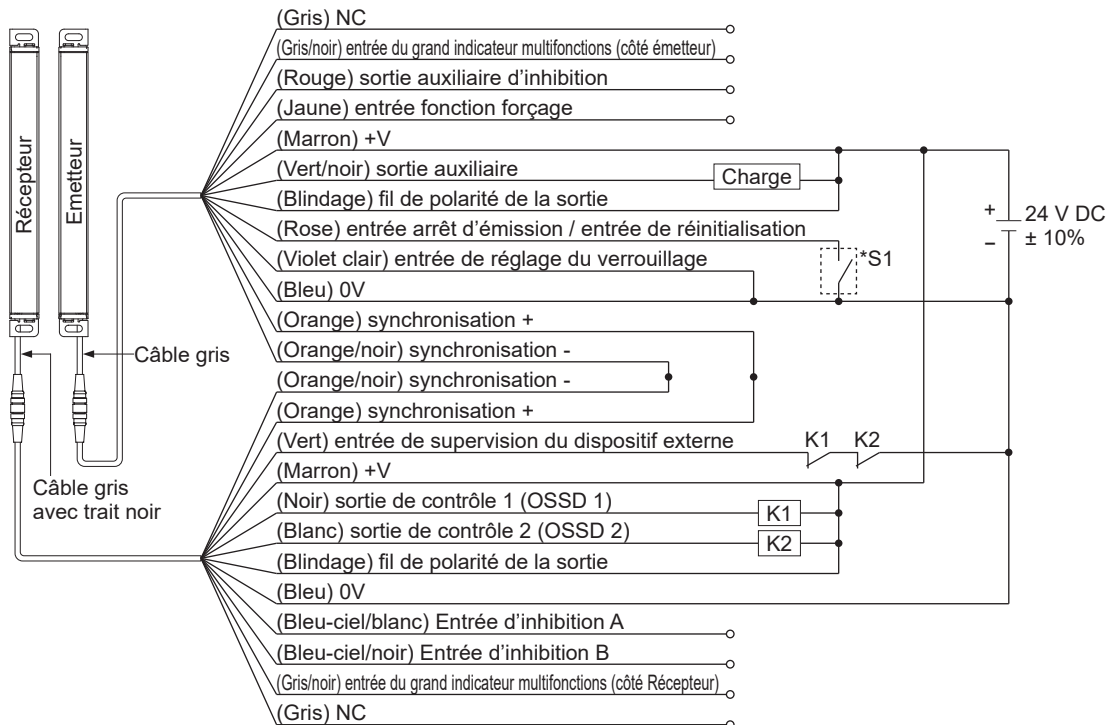 Récepteur
Emetteur
Câble gris
Câble gris
avec trait noir
(Gris) NC
(Gris/noir) entrée du grand indicateur multifonctions (côté émetteur)
(Rouge) sortie auxiliaire d'inhibition
(Jaune) entrée fonction forçage
(Marron) +V
(Vert/noir) sortie auxiliaire
Charge
(Blindage) fil de polarité de la sortie
(Rose) entrée arrêt d'émission / entrée de réinitialisation
*S1
(Violet clair) entrée de réglage du verrouillage
(Bleu) 0V
+
−
24 V DC
± 10%
(Orange) synchronisation +
(Orange/noir) synchronisation -
(Orange/noir) synchronisation -
(Orange) synchronisation +
(Vert) entrée de supervision du dispositif externe
K1 K2
(Marron) +V
(Noir) sortie de contrôle 1 (OSSD 1)
K1
(Blanc) sortie de contrôle 2 (OSSD 2)
K2
(Blindage) fil de polarité de la sortie
(Bleu) 0V
(Bleu-ciel/blanc) Entrée d'inhibition A
(Bleu-ciel/noir) Entrée d'inhibition B
(Gris/noir) entrée du grand indicateur multifonctions (côté Récepteur)
(Gris) NC